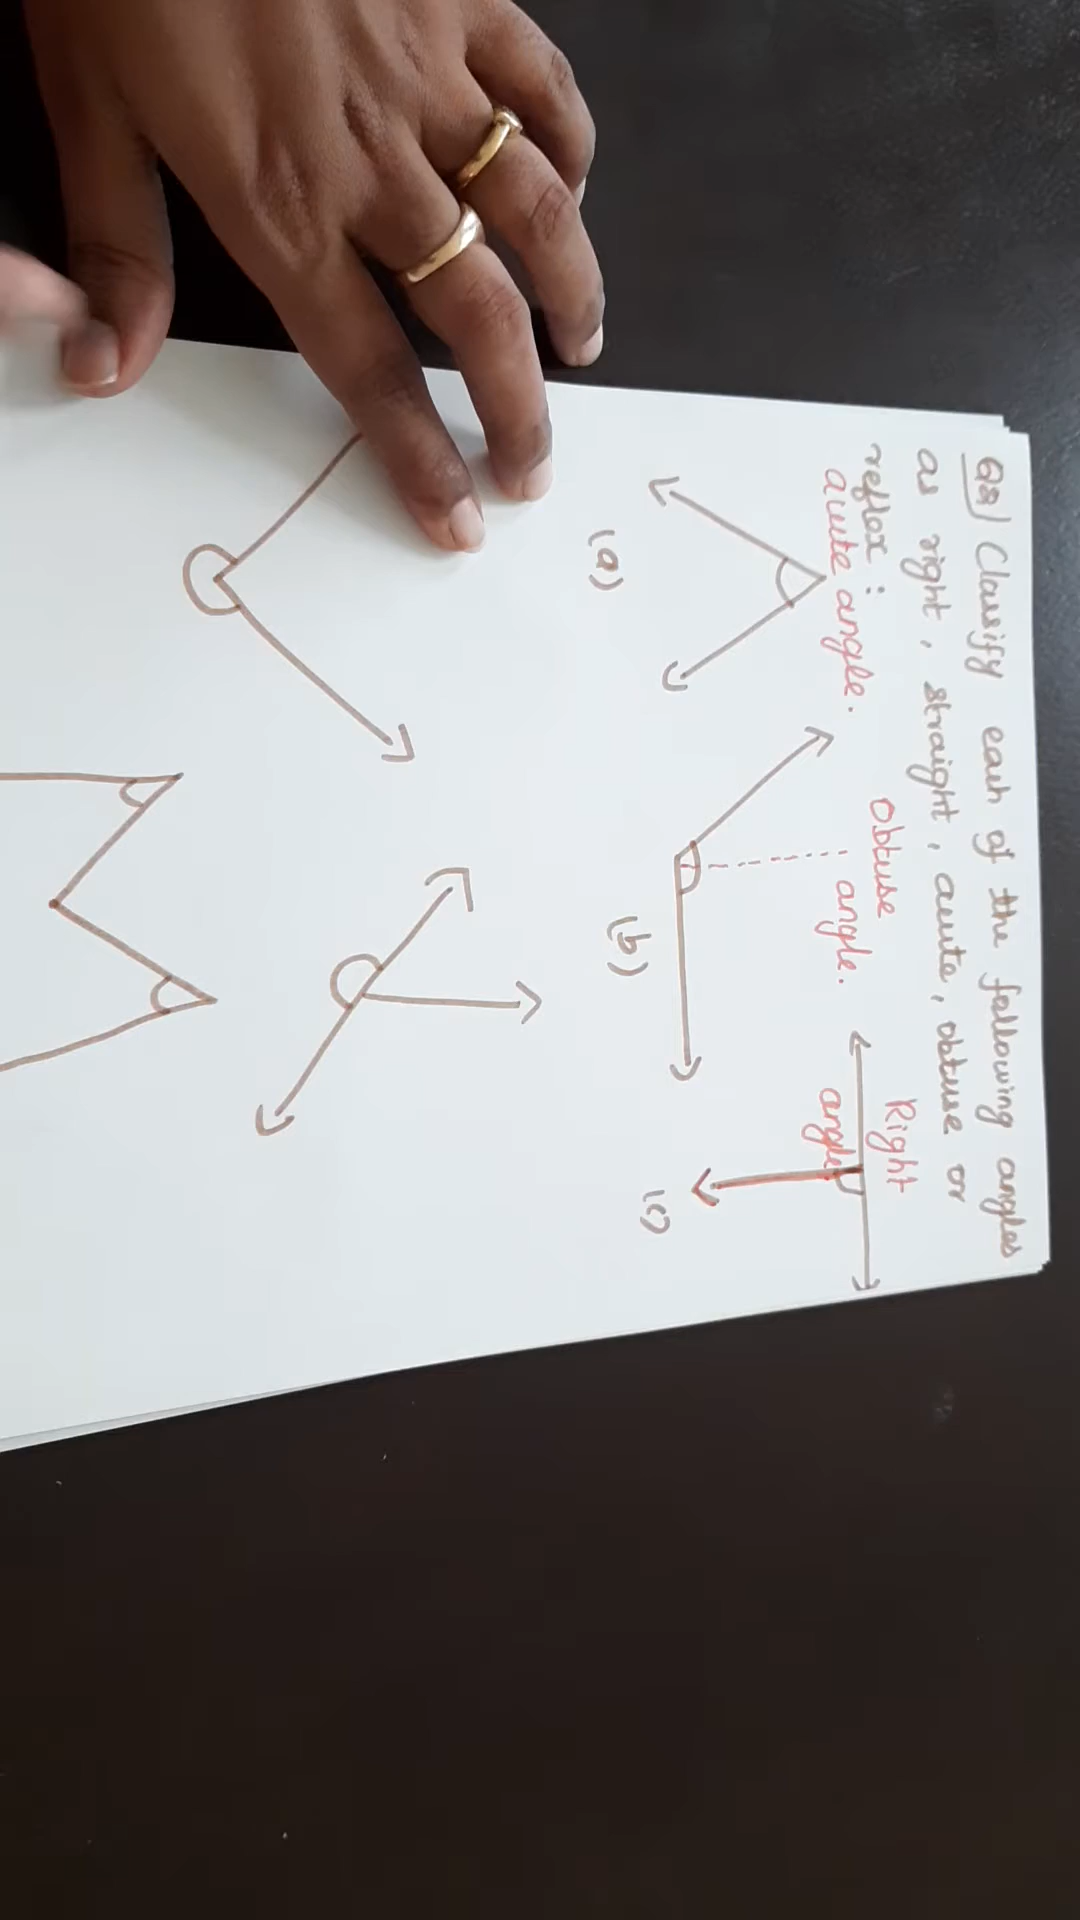 Q2/ Classify each of the following angles
as right, straight, acute, obtuse or
reflex :
acute angle.
obtuse
angle.
Right
angle
(a)
(b)
(c)